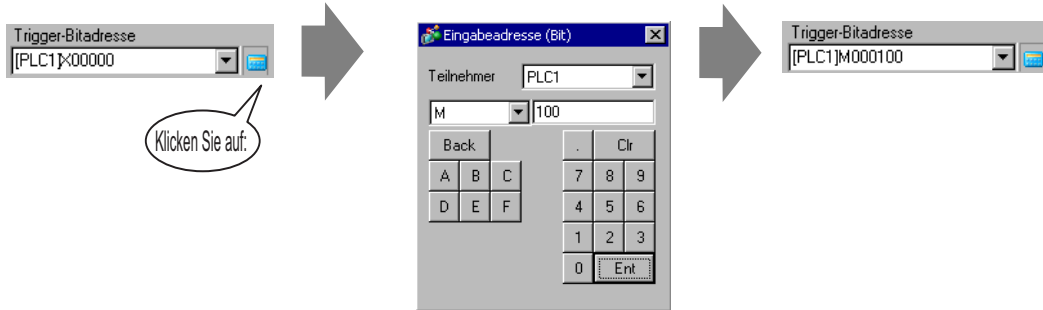 Trigger-Bitadresse
[PLC1]X00000
Klicken Sie auf:
Eingabeadresse (Bit)
Teilnehmer PLC1
M 100
Back . Clr
A B C 7 8 9
D E F 4 5 6
1 2 3
0 Ent
Trigger-Bitadresse
[PLC1]M000100